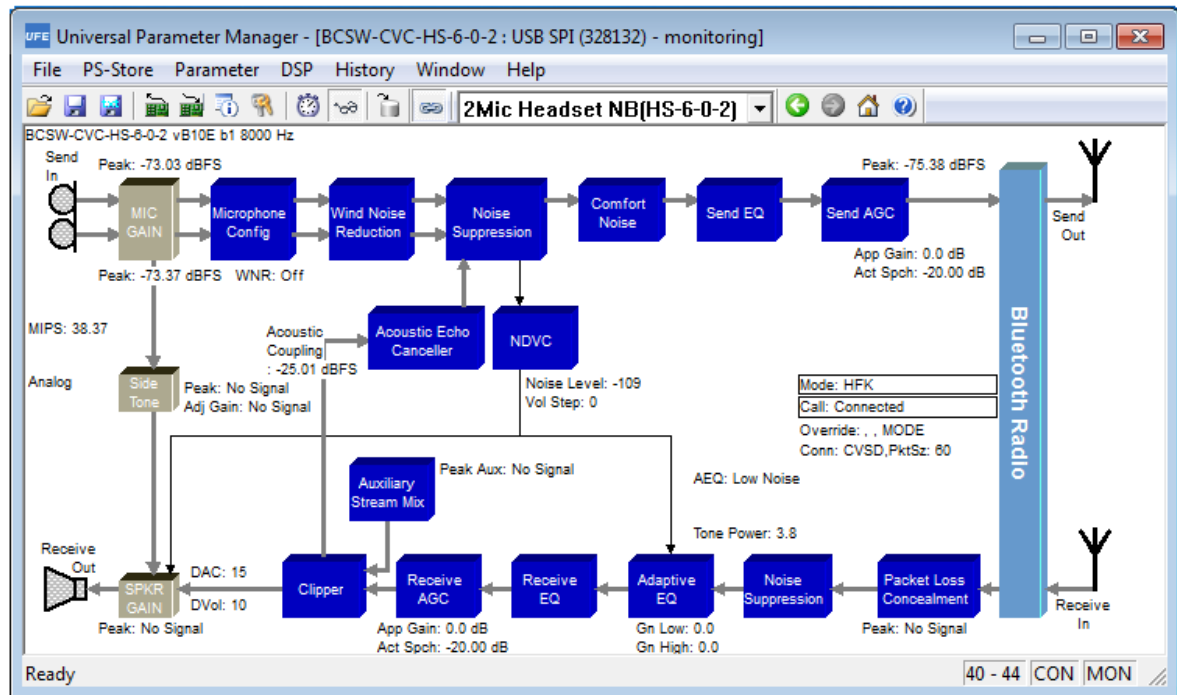 UFE Universal Parameter Manager - [BCSW-CVC-HS-6-0-2 : USB SPI (328132) - monitoring]
File PS-Store Parameter DSP History Window Help
2Mic Headset NB(HS-6-0-2)
BCSW-CVC-HS-6-0-2 vB10E b1 8000 Hz
Send
In
Peak: -73.03 dBFS
Peak: -75.38 dBFS
MIC
GAIN
Microphone
Config
Wind Noise
Reduction
Noise
Suppression
Comfort
Noise
Send EQ
Send AGC
Send
Out
Peak: -73.37 dBFS
WNR: Off
App Gain: 0.0 dB
Act Spch: -20.00 dB
MIPS: 38.37
Acoustic
Coupling
: -25.01 dBFS
Acoustic Echo
Canceller
NDVC
Bluetooth Radio
Analog
Side
Tone
Peak: No Signal
Adj Gain: No Signal
Noise Level: -109
Vol Step: 0
Mode: HFK
Call: Connected
Override: , , MODE
Conn: CVSD,PktSz: 60
Auxiliary
Stream Mix
Peak Aux: No Signal
AEQ: Low Noise
Tone Power: 3.8
Receive
Out
SPKR
GAIN
DAC: 15
DVol: 10
Clipper
Receive
AGC
Receive
EQ
Adaptive
EQ
Noise
Suppression
Packet Loss
Concealment
Receive
In
Peak: No Signal
App Gain: 0.0 dB
Act Spch: -20.00 dB
Gn Low: 0.0
Gn High: 0.0
Peak: No Signal
Ready
40 - 44 CON MON